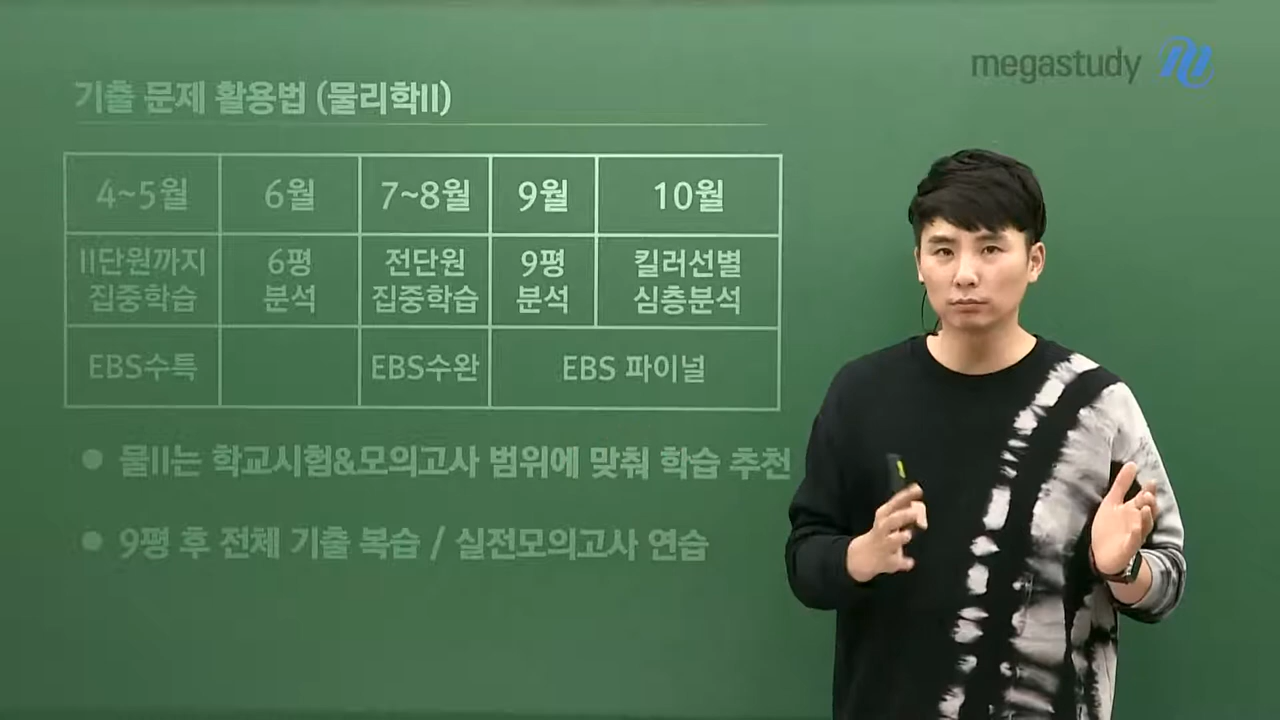 megastudy
기출 문제 활용법 (물리학II)
4~5월 6월 7~8월 9월 10월
II단원까지 6평 전단원 9평 킬러선별
집중학습 분석 집중학습 분석 심층분석
EBS수특 EBS수완 EBS 파이널
● 물II는 학교시험&모의고사 범위에 맞춰 학습 추천
● 9평 후 전체 기출 복습 / 실전모의고사 연습